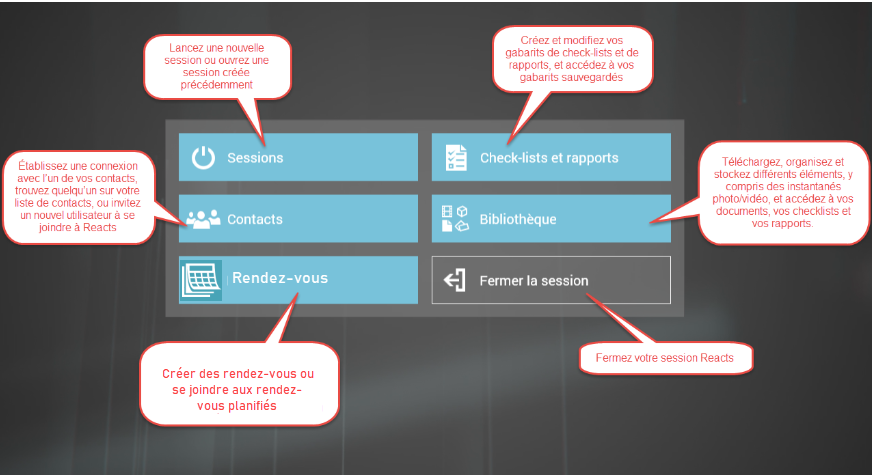 Lancez une nouvelle
session ou ouvrez une
session créée
précédemment
Créez et modifiez vos
gabarits de check-lists et de
rapports, et accédez à vos
gabarits sauvegardés
Établissez une connexion
avec l'un de vos contacts,
trouvez quelqu'un sur votre
liste de contacts, ou invitez
un nouvel utilisateur à se
joindre à Reacts
Sessions
Check-lists et rapports
Contacts
Bibliothèque
Rendez-vous
Fermer la session
Téléchargez, organisez et
stockez différents éléments, y
compris des instantanés
photo/vidéo, et accédez à vos
documents, vos checklists et
vos rapports.
Créer des rendez-vous ou
se joindre aux rendez-
vous planifiés
Fermez votre session Reacts